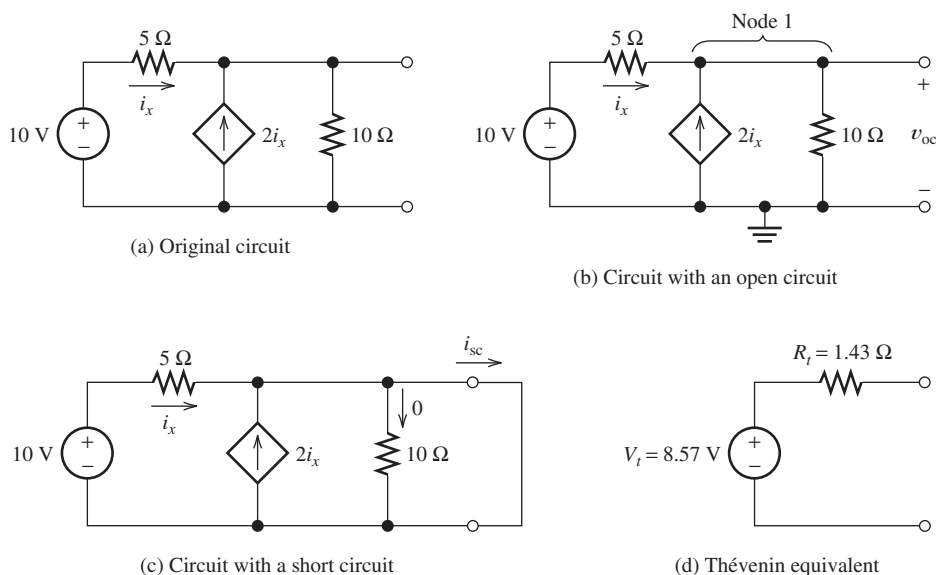 5 Ω
i_x
10 V
+
−
2i_x
10 Ω
(a) Original circuit
Node 1
5 Ω
i_x
10 V
+
−
2i_x
10 Ω
+
v_oc
−
(b) Circuit with an open circuit
5 Ω
i_x
10 V
+
−
2i_x
0
10 Ω
i_sc
(c) Circuit with a short circuit
R_t = 1.43 Ω
V_t = 8.57 V
+
−
(d) Thévenin equivalent